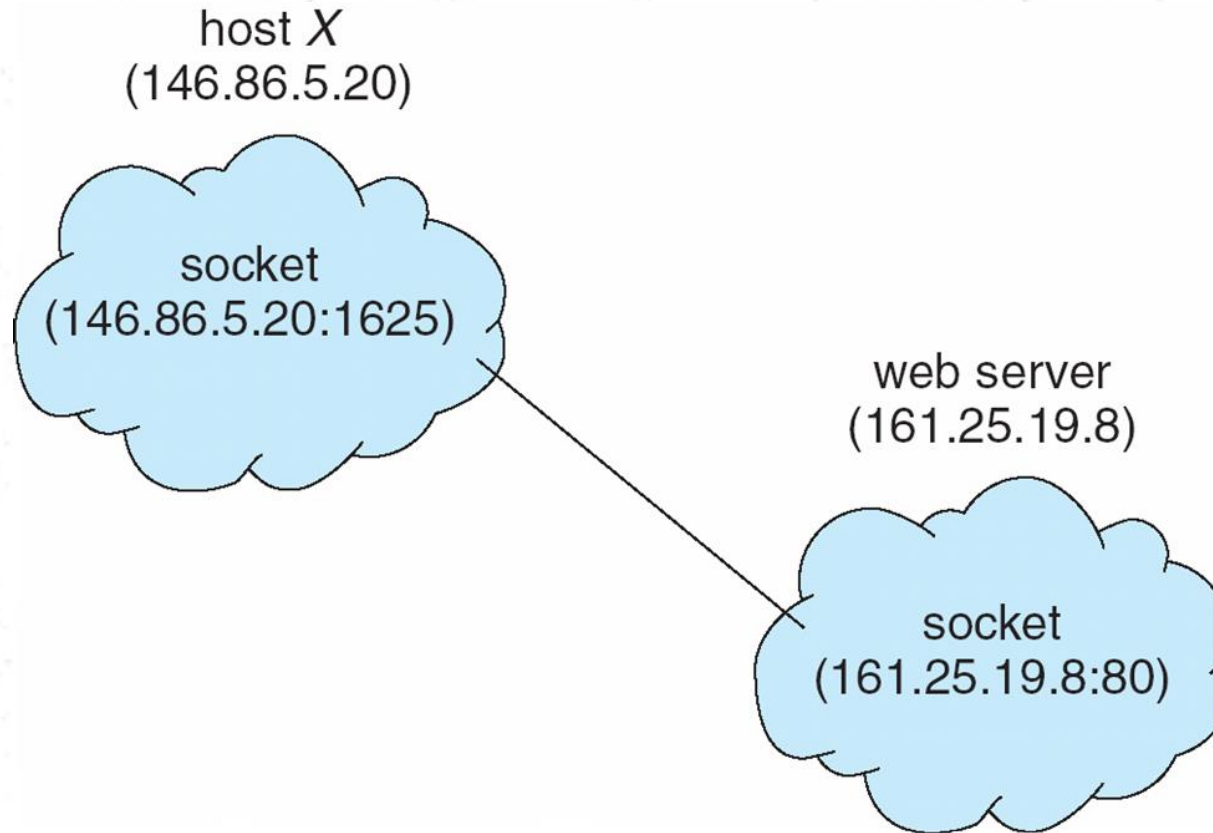 host X
(146.86.5.20)
socket
(146.86.5.20:1625)
web server
(161.25.19.8)
socket
(161.25.19.8:80)